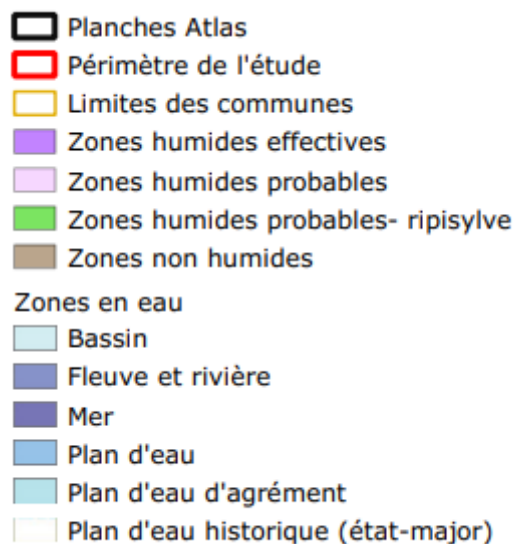 Planches Atlas
Périmètre de l'étude
Limites des communes
Zones humides effectives
Zones humides probables
Zones humides probables- ripisylve
Zones non humides
Zones en eau
Bassin
Fleuve et rivière
Mer
Plan d'eau
Plan d'eau d'agrément
Plan d'eau historique (état-major)